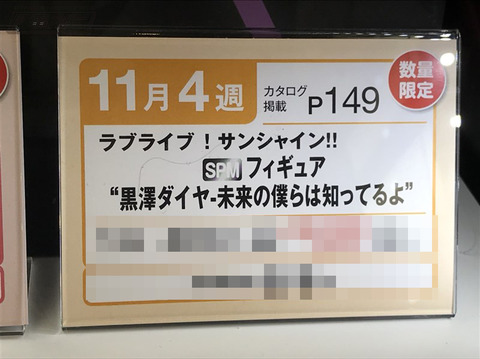 11月4週
カタログ
掲載
P149
数量
限定
ラブライブ！サンシャイン!!
SPM フィギュア
“黒澤ダイヤ-未来の僕らは知ってるよ”